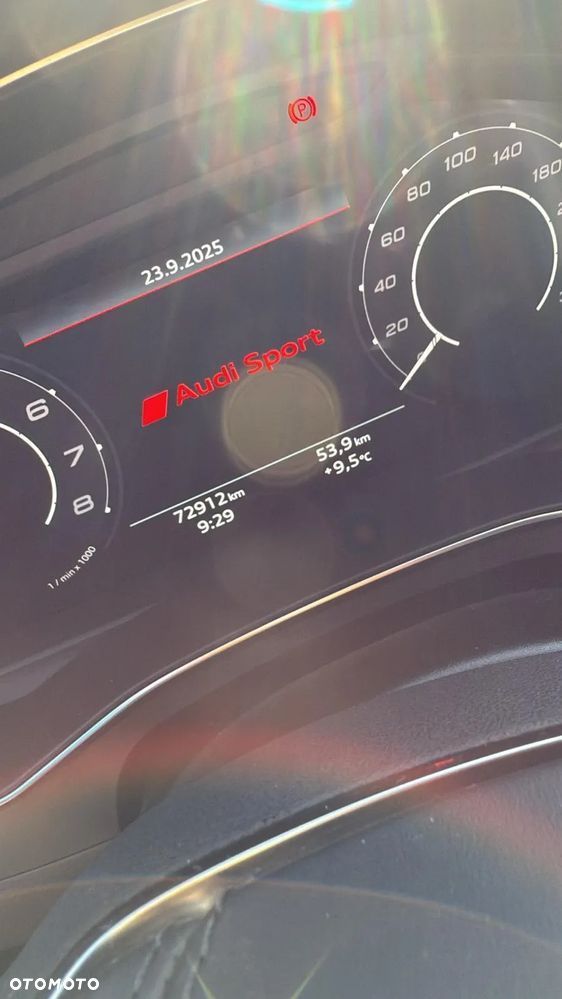 P
100
140
180
80
60
40
20
23.9.2025
Audi Sport
6
7
8
53,9 km
+9,5 °C
72912 km
9:29
1 / min x 1000
OTOMOTO